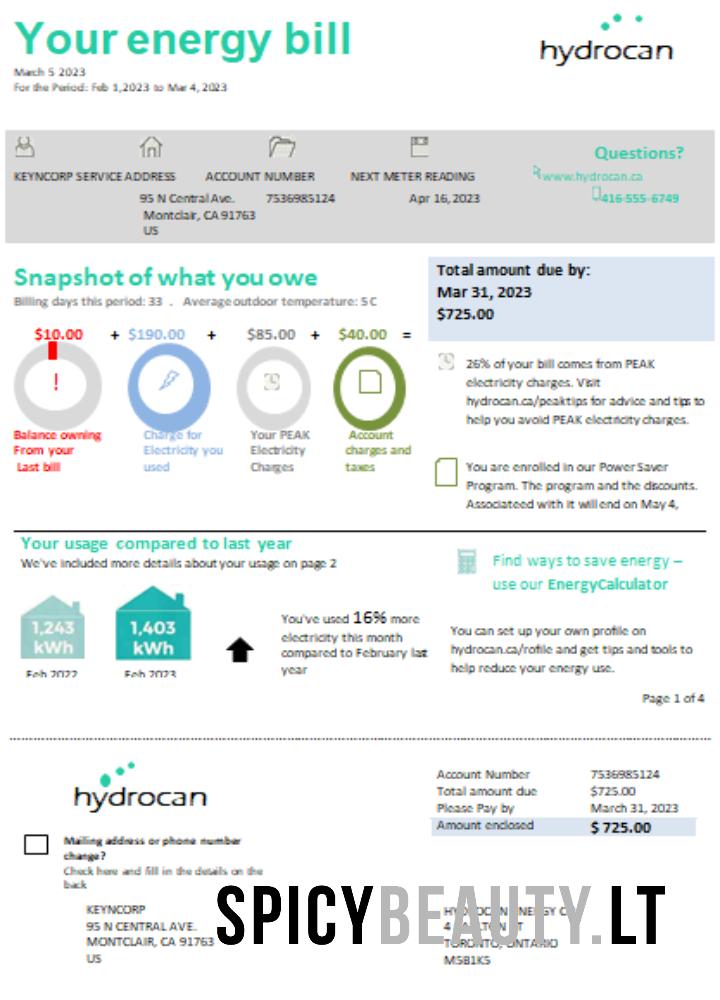 Your energy bill
hydrocan
March 5 2023
For the Period: Feb 1,2023 to Mar 4, 2023
Questions?
KEYNCORP SERVICE ADDRESS ACCOUNT NUMBER NEXT METER READING
www.hydrocan.ca
95 N Central Ave. 7536985124 Apr 16, 2023
416-555-6749
Montclair, CA 91763
US
Snapshot of what you owe
Billing days this period: 33 . Average outdoor temperature: 5 C
Total amount due by:
Mar 31, 2023
$725.00
$10.00 + $190.00 + $85.00 + $40.00 =
!
Balance owning
From your
Last bill
Charge for
Electricity you
used
Your PEAK
Electricity
Charges
Account
charges and
taxes
26% of your bill comes from PEAK
electricity charges. Visit
hydrocan.ca/peaktips for advice and tips to
help you avoid PEAK electricity charges.
You are enrolled in our Power Saver
Program. The program and the discounts.
Associateed with it will end on May 4,
Your usage compared to last year
We've included more details about your usage on page 2
1,243
kWh
Feb 2022
1,403
kWh
Feb 2023
You've used 16% more
electricity this month
compared to February last
year
Find ways to save energy –
use our EnergyCalculator
You can set up your own profile on
hydrocan.ca/rofile and get tips and tools to
help reduce your energy use.
Page 1 of 4
hydrocan
Account Number 7536985124
Total amount due $725.00
Please Pay by March 31, 2023
Amount enclosed $ 725.00
Mailing address or phone number
change?
Check here and fill in the details on the
back
KEYNCORP
95 N CENTRAL AVE.
MONTCLAIR, CA 91763
US
SPICYBEAUTY.LT
TORONTO, ONTARIO
M5B1K5